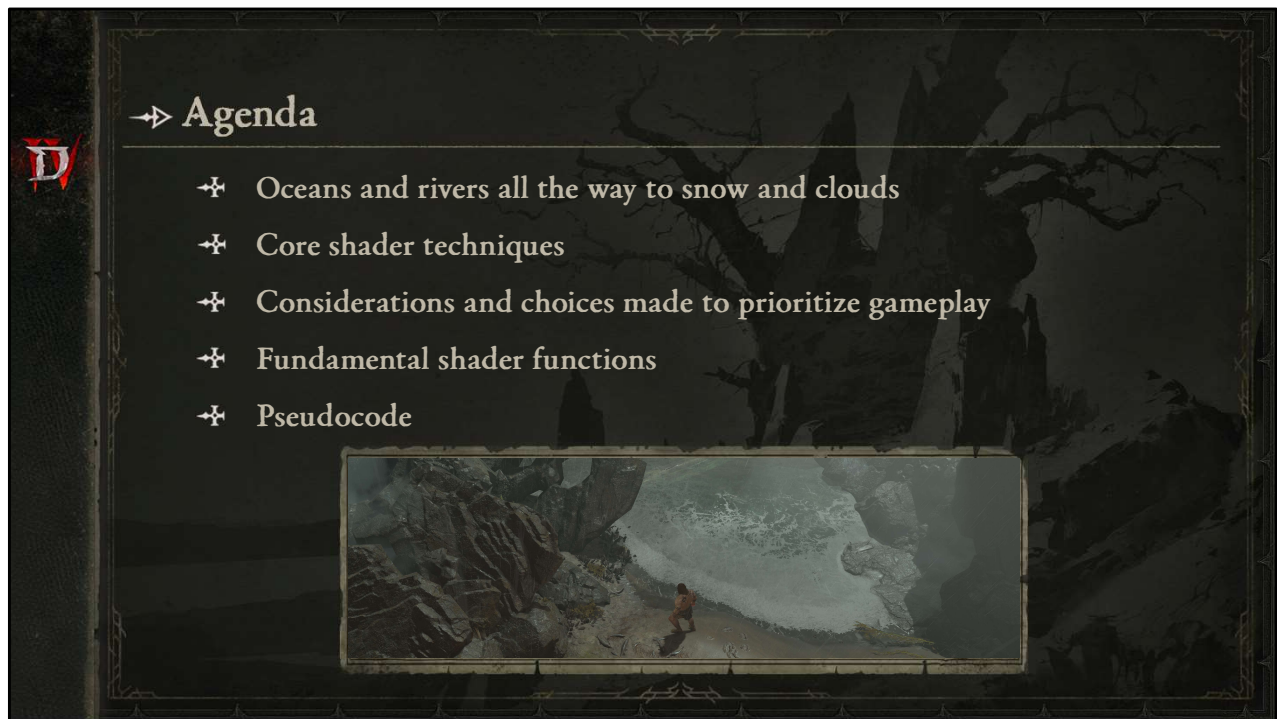 Agenda
Oceans and rivers all the way to snow and clouds
Core shader techniques
Considerations and choices made to prioritize gameplay
Fundamental shader functions
Pseudocode
D IV